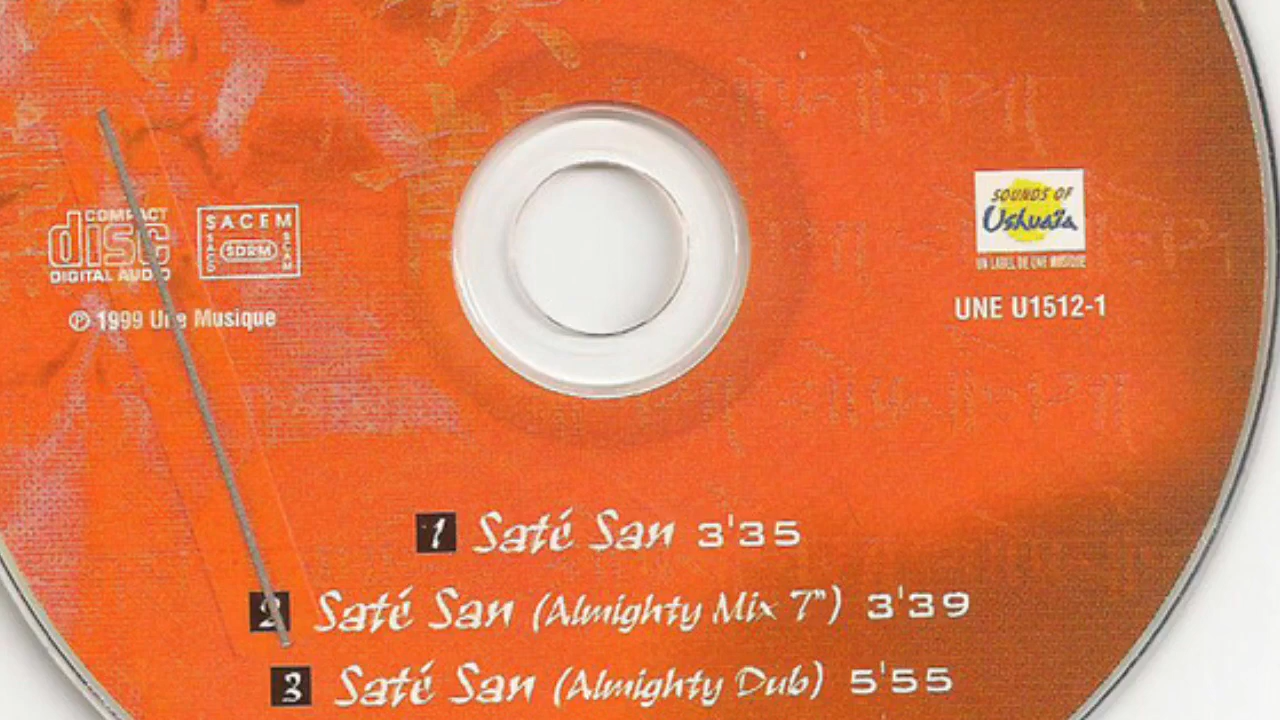 COMPACT
disc
DIGITAL AUDIO
SACEM
SDRM
SACD
SEAM
℗ 1999 Une Musique
SOUNDS OF
Ushuaïa
UN LABEL DE UNE MUSIQUE
UNE U1512-1
1 Saté San 3'35
2 Saté San (Almighty Mix 7") 3'39
3 Saté San (Almighty Dub) 5'55